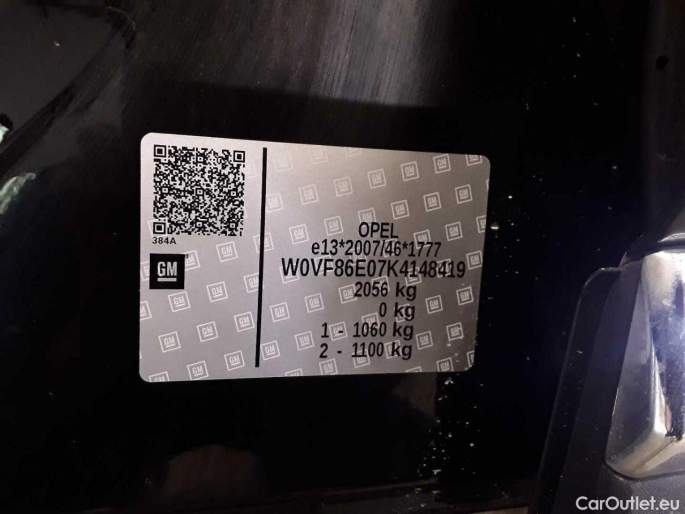 384A
GM
OPEL
e13*2007/46*1777
W0VF86E07K4148419
2056 kg
0 kg
1 - 1060 kg
2 - 1100 kg
CarOutlet.eu